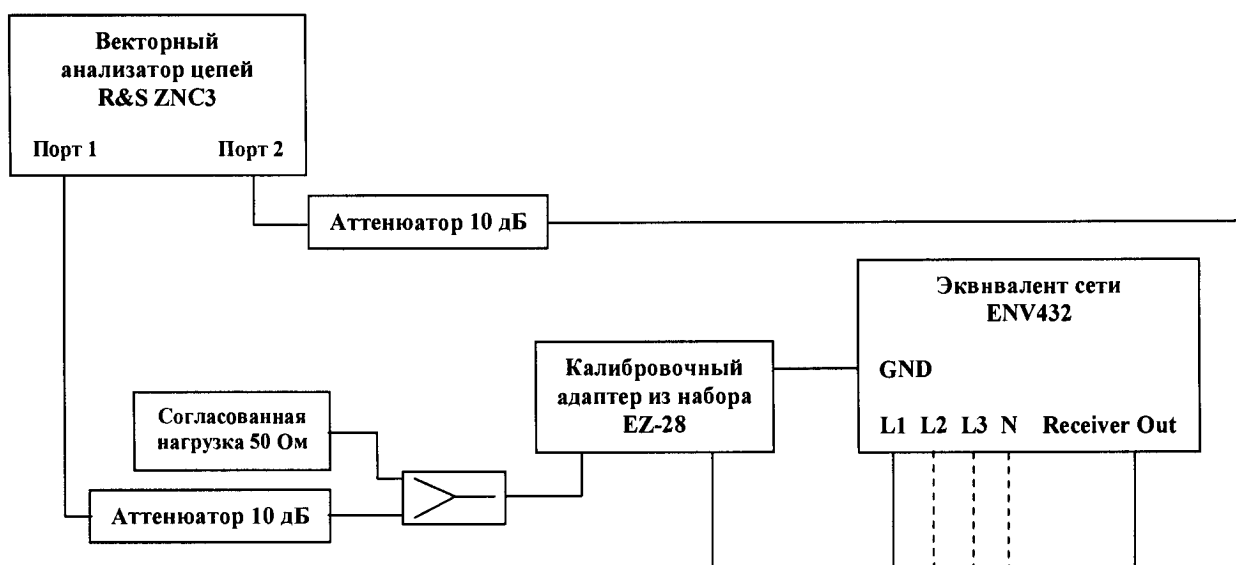 Векторный
анализатор цепей
R&S ZNC3
Порт 1 Порт 2
Аттенюатор 10 дБ
Эквивалент сети
ENV432
GND
L1 L2 L3 N Receiver Out
Калибровочный
адаптер из набора
EZ-28
Согласованная
нагрузка 50 Ом
Аттенюатор 10 дБ